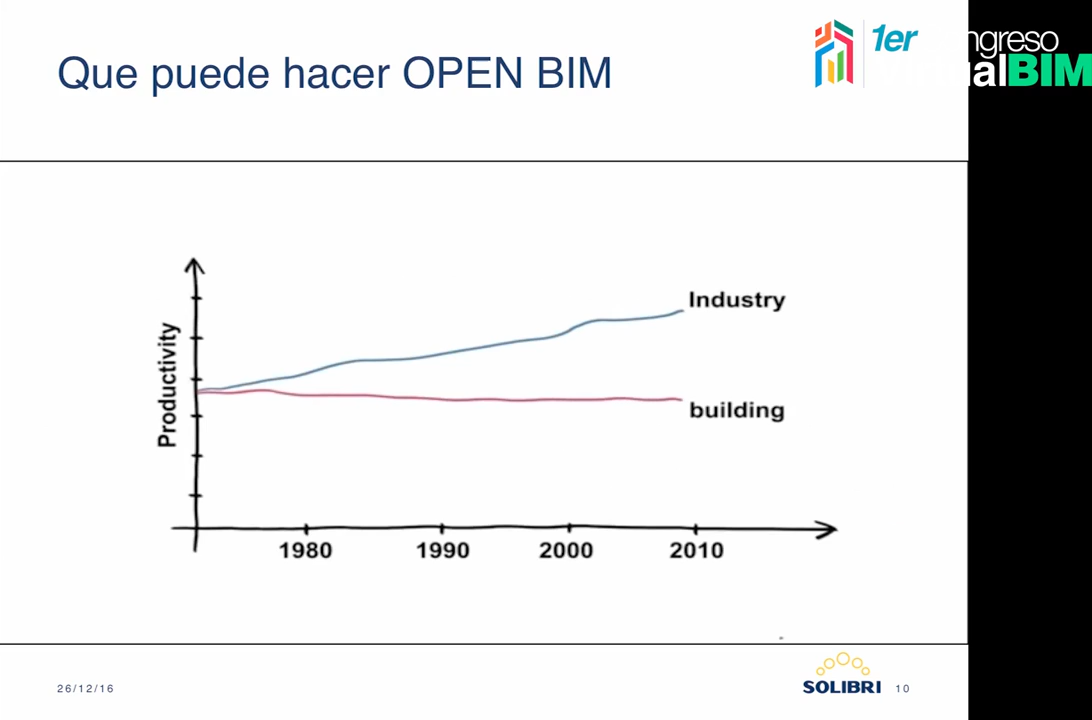 Que puede hacer OPEN BIM
1er ngreso
ualBIM
Productivity
Industry
building
1980 1990 2000 2010
26/12/16
SOLIBRI
10